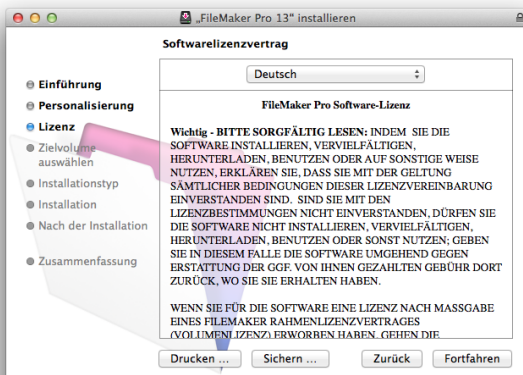 „FileMaker Pro 13“ installieren
Softwarelizenzvertrag
Einführung
Personalisierung
Lizenz
Zielvolume
auswählen
Installationstyp
Installation
Nach der Installation
Zusammenfassung
Deutsch
FileMaker Pro Software-Lizenz
Wichtig - BITTE SORGFÄLTIG LESEN: INDEM SIE DIE
SOFTWARE INSTALLIEREN, VERVIELFÄLTIGEN,
HERUNTERLADEN, BENUTZEN ODER AUF SONSTIGE WEISE
NUTZEN, ERKLÄREN SIE, DASS SIE MIT DER GELTUNG
SÄMTLICHER BEDINGUNGEN DIESER LIZENZVEREINBARUNG
EINVERSTANDEN SIND. SIND SIE MIT DEN
LIZENZBESTIMMUNGEN NICHT EINVERSTANDEN, DÜRFEN SIE
DIE SOFTWARE NICHT INSTALLIEREN, VERVIELFÄLTIGEN,
HERUNTERLADEN, BENUTZEN ODER SONST NUTZEN; GEBEN
SIE IN DIESEM FALLE DIE SOFTWARE UMGEHEND GEGEN
ERSTATTUNG DER GGF. VON IHNEN GEZAHLTEN GEBÜHR DORT
ZURÜCK, WO SIE SIE ERHALTEN HABEN.
WENN SIE FÜR DIE SOFTWARE EINE LIZENZ NACH MASSGABE
EINES FILEMAKER RAHMENLIZENZVERTRAGES
(VOLUMENLIZENZ) ERWORBEN HABEN, GEHEN DIE
Drucken ...
Sichern ...
Zurück
Fortfahren